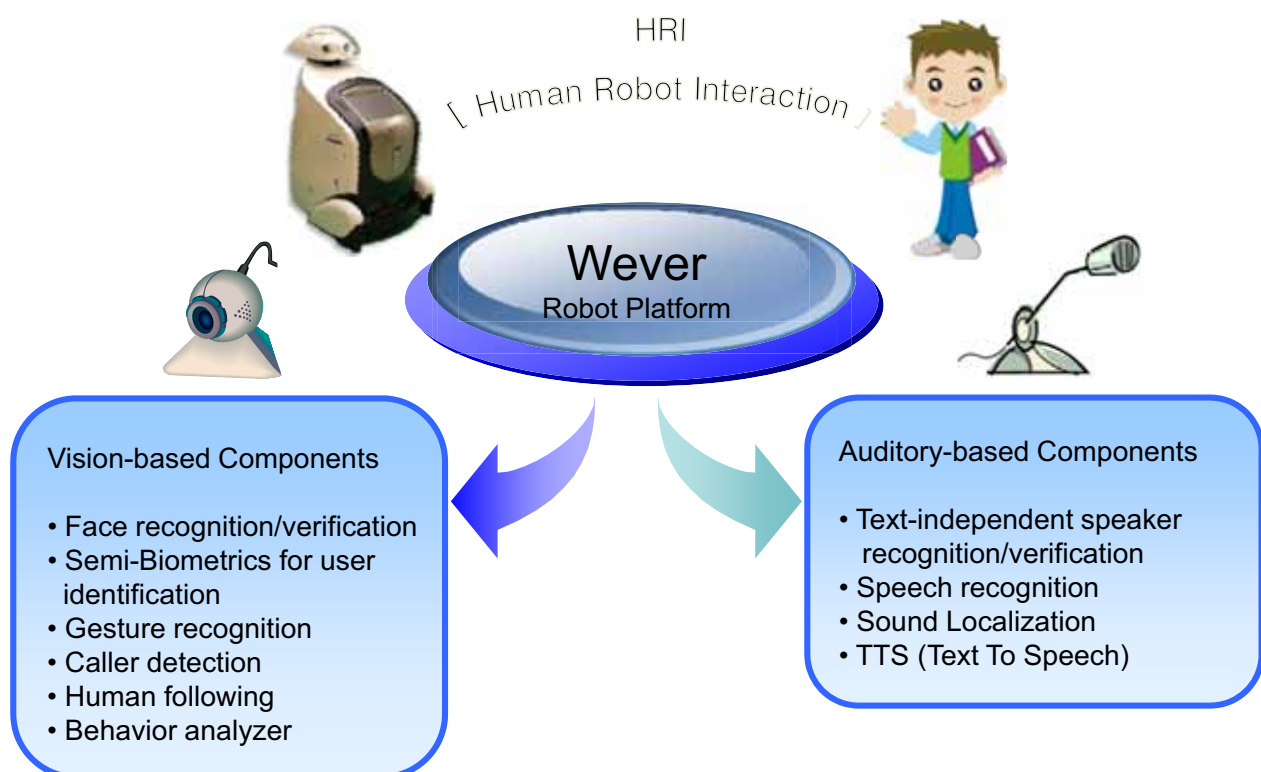 HRI
[ Human Robot Interaction ]
Wever
Robot Platform
Vision-based Components
• Face recognition/verification
• Semi-Biometrics for user
identification
• Gesture recognition
• Caller detection
• Human following
• Behavior analyzer
Auditory-based Components
• Text-independent speaker
recognition/verification
• Speech recognition
• Sound Localization
• TTS (Text To Speech)